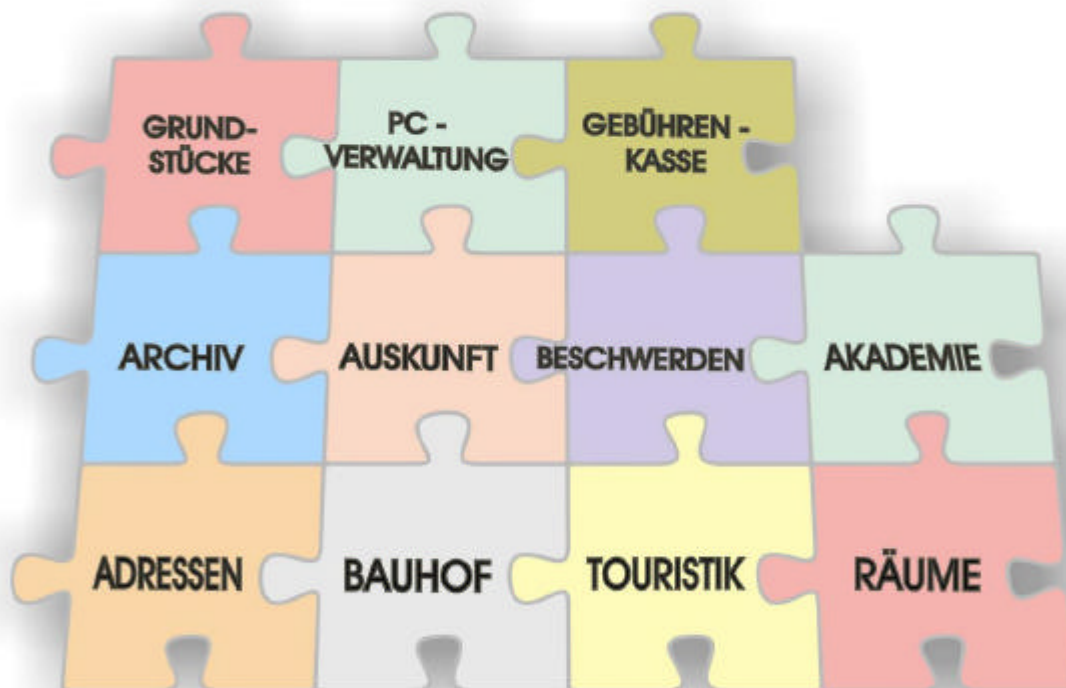 GRUND-
STÜCKE
PC -
VERWALTUNG
GEBÜHREN -
KASSE
ARCHIV
AUSKUNFT
BESCHWERDEN
AKADEMIE
ADRESSEN
BAUHOF
TOURISTIK
RÄUME